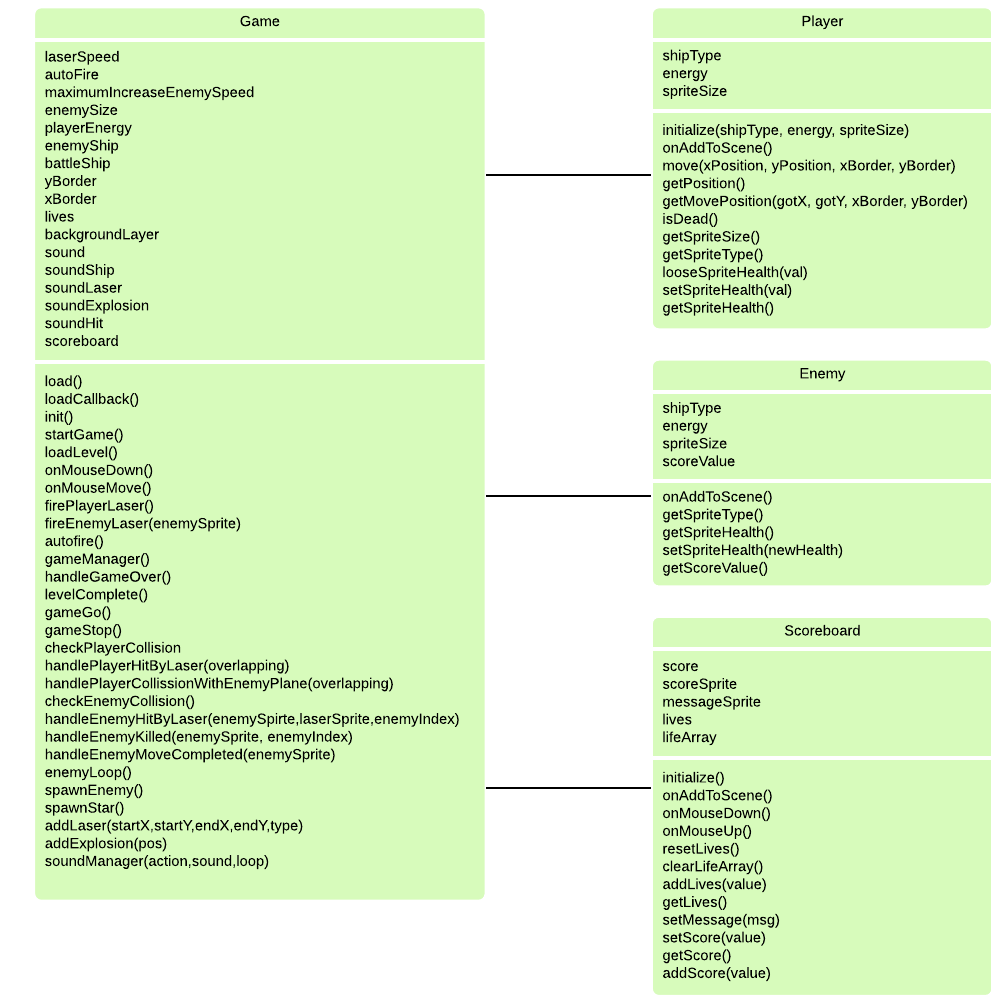 Game
laserSpeed
autoFire
maximumIncreaseEnemySpeed
enemySize
playerEnergy
enemyShip
battleShip
yBorder
xBorder
lives
backgroundLayer
sound
soundShip
soundLaser
soundExplosion
soundHit
scoreboard
load()
loadCallback()
init()
startGame()
loadLevel()
onMouseDown()
onMouseMove()
firePlayerLaser()
fireEnemyLaser(enemySprite)
autofire()
gameManager()
handleGameOver()
levelComplete()
gameGo()
gameStop()
checkPlayerCollision
handlePlayerHitByLaser(overlapping)
handlePlayerCollissionWithEnemyPlane(overlapping)
checkEnemyCollision()
handleEnemyHitByLaser(enemySpirte,laserSprite,enemyIndex)
handleEnemyKilled(enemySprite, enemyIndex)
handleEnemyMoveCompleted(enemySprite)
enemyLoop()
spawnEnemy()
spawnStar()
addLaser(startX,startY,endX,endY,type)
addExplosion(pos)
soundManager(action,sound,loop)
Player
shipType
energy
spriteSize
initialize(shipType, energy, spriteSize)
onAddToScene()
move(xPosition, yPosition, xBorder, yBorder)
getPosition()
getMovePosition(gotX, gotY, xBorder, yBorder)
isDead()
getSpriteSize()
getSpriteType()
looseSpriteHealth(val)
setSpriteHealth(val)
getSpriteHealth()
Enemy
shipType
energy
spriteSize
scoreValue
onAddToScene()
getSpriteType()
getSpriteHealth()
setSpriteHealth(newHealth)
getScoreValue()
Scoreboard
score
scoreSprite
messageSprite
lives
lifeArray
initialize()
onAddToScene()
onMouseDown()
onMouseUp()
resetLives()
clearLifeArray()
addLives(value)
getLives()
setMessage(msg)
setScore(value)
getScore()
addScore(value)